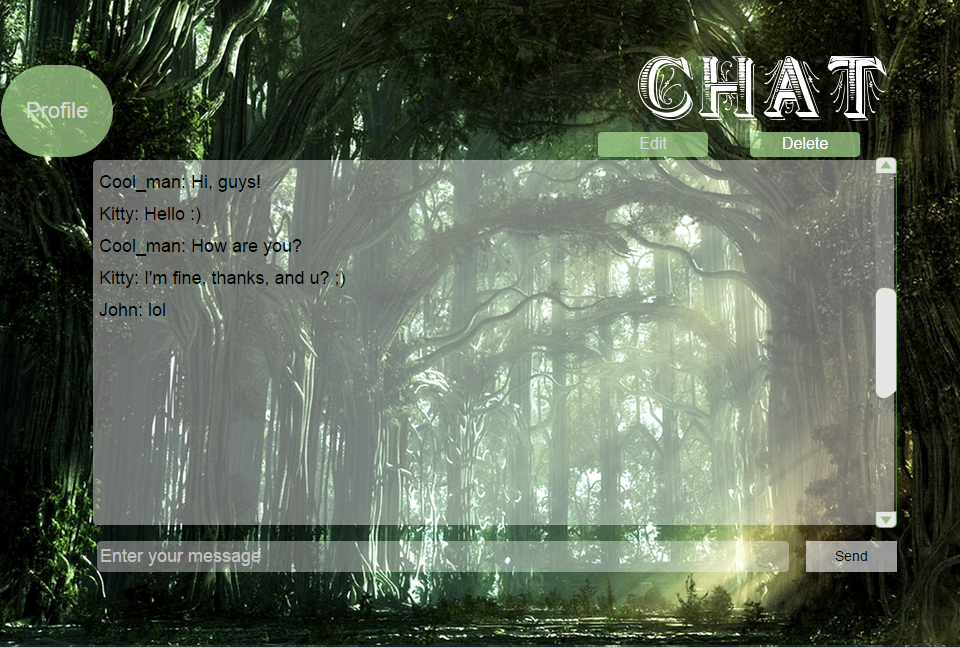 CHAT
Profile
Edit
Delete
Cool_man: Hi, guys!
Kitty: Hello :)
Cool_man: How are you?
Kitty: I'm fine, thanks, and u? ;)
John: lol
Enter your message
Send